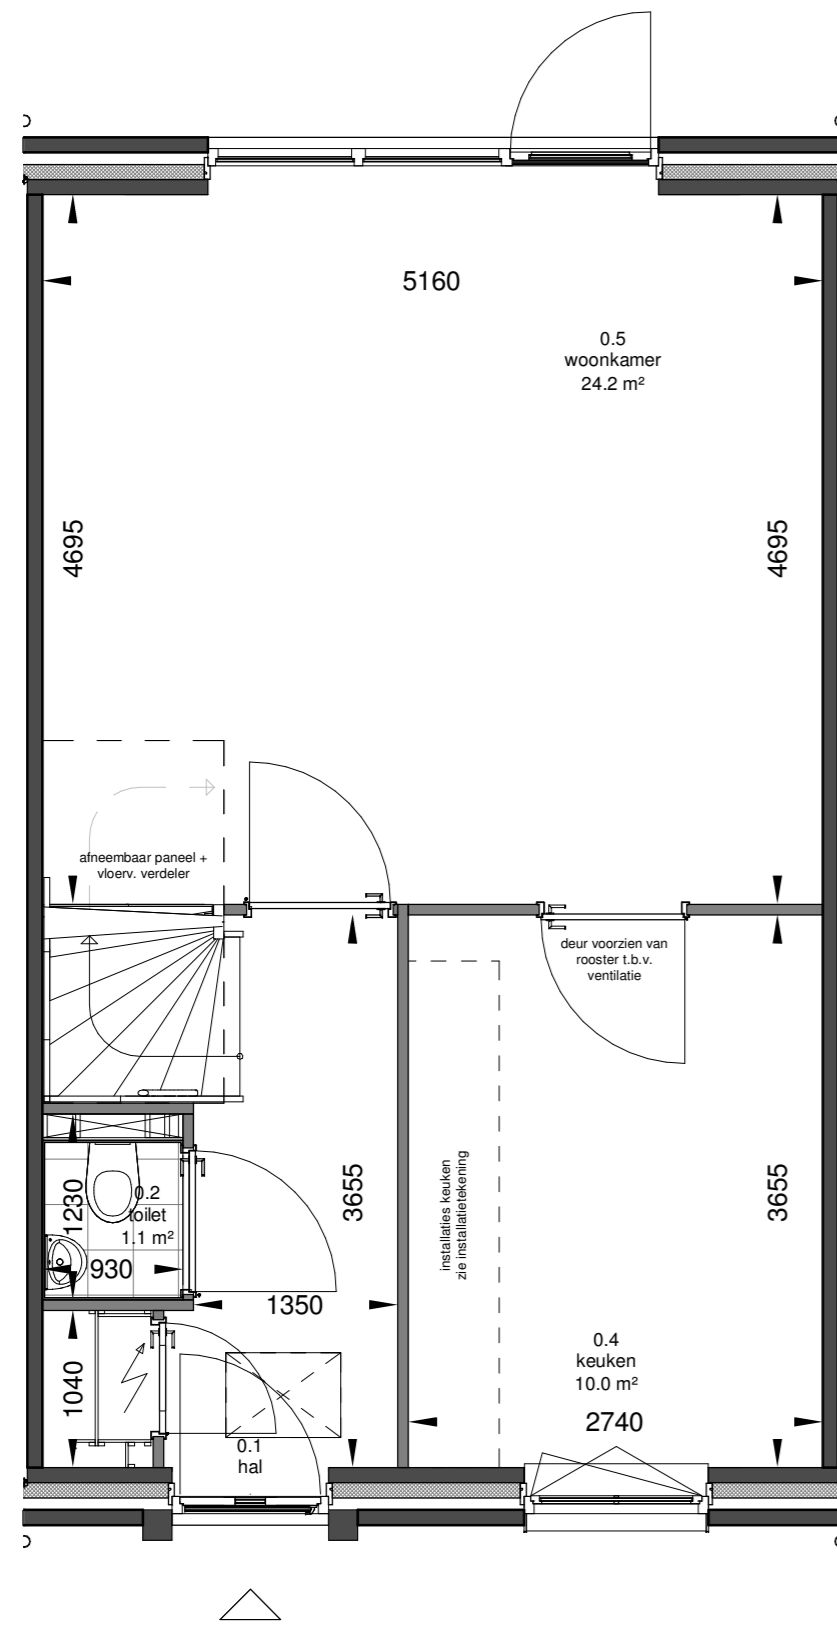 5160
0.5
woonkamer
24.2 m²
4695
4695
afneembaar paneel +
vloerv. verdeler
deur voorzien van
rooster t.b.v.
ventilatie
installaties keuken
zie installatietekening
3655
3655
1230
0.2
toilet
1.1 m²
930
1350
1040
0.4
keuken
10.0 m²
2740
0.1
hal